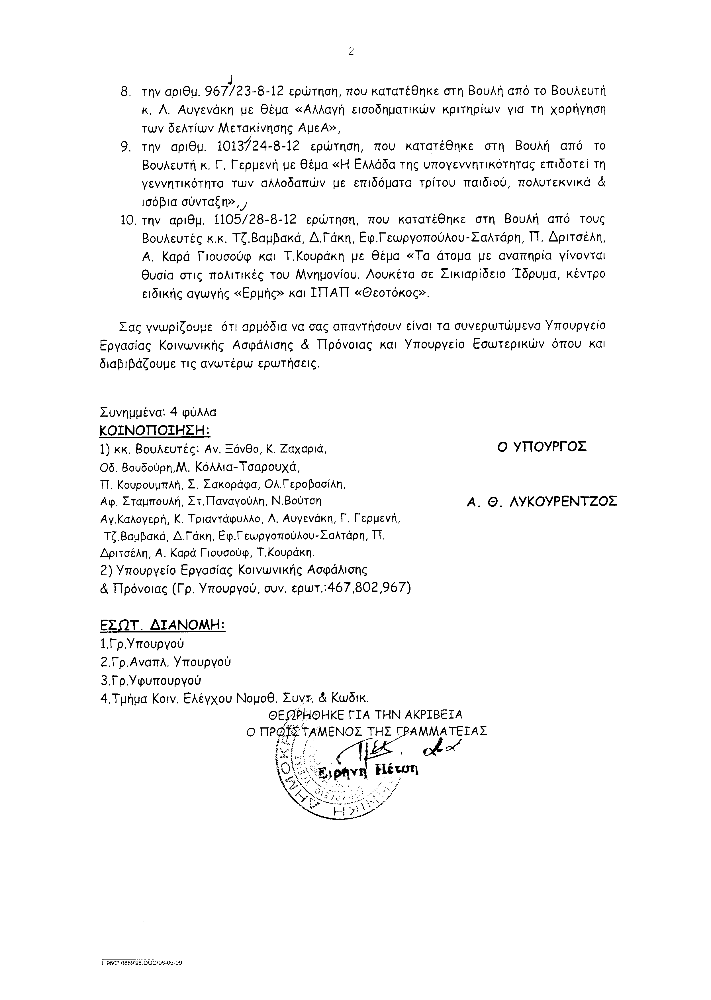 2
8. την αριθμ. 967/23-8-12 ερώτηση, που κατατέθηκε στη Βουλή από το Βουλευτή
κ. Λ. Αυγενάκη με θέμα «Αλλαγή εισοδηματικών κριτηρίων για τη χορήγηση
των δελτίων Μετακίνησης ΑμεΑ»,
9. την αριθμ. 1013/24-8-12 ερώτηση, που κατατέθηκε στη Βουλή από το
Βουλευτή κ. Γ. Γερμενή με θέμα «Η Ελλάδα της υπογεννητικότητας επιδοτεί τη
γεννητικότητα των αλλοδαπών με επιδόματα τρίτου παιδιού, πολυτεκνικά &
ισόβια σύνταξη»,
10. την αριθμ. 1105/28-8-12 ερώτηση, που κατατέθηκε στη Βουλή από τους
Βουλευτές κ.κ. Τζ.Βαμβακά, Δ.Γάκη, Εφ.Γεωργοπούλου-Σαλτάρη, Π. Δριτσέλη,
Α. Καρά Γιουσούφ και Τ.Κουράκη με θέμα «Τα άτομα με αναπηρία γίνονται
θυσία στις πολιτικές του Μνημονίου. Λουκέτα σε Σικιαρίδειο Ίδρυμα, κέντρο
ειδικής αγωγής «Ερμής» και ΙΠΑΠ «Θεοτόκος».
Σας γνωρίζουμε ότι αρμόδια να σας απαντήσουν είναι τα συνερωτώμενα Υπουργείο
Εργασίας Κοινωνικής Ασφάλισης & Πρόνοιας και Υπουργείο Εσωτερικών όπου και
διαβιβάζουμε τις ανωτέρω ερωτήσεις.
Συνημμένα: 4 φύλλα
ΚΟΙΝΟΠΟΙΗΣΗ:
1) κκ. Βουλευτές: Αν. Ξάνθο, Κ. Ζαχαριά,
Ο ΥΠΟΥΡΓΟΣ
Οδ. Βουδούρη,Μ. Κόλλια-Τσαρουχά,
Π. Κουρουμπλή, Σ. Σακοράφα, Ολ.Γεροβασίλη,
Αφ. Σταμπουλή, Στ.Παναγούλη, Ν.Βούτση
Α. Θ. ΛΥΚΟΥΡΕΝΤΖΟΣ
Αγ.Καλογερή, Κ. Τριαντάφυλλο, Λ. Αυγενάκη, Γ. Γερμενή,
Τζ.Βαμβακά, Δ.Γάκη, Εφ.Γεωργοπούλου-Σαλτάρη, Π.
Δριτσέλη, Α. Καρά Γιουσούφ, Τ.Κουράκη.
2) Υπουργείο Εργασίας Κοινωνικής Ασφάλισης
& Πρόνοιας (Γρ. Υπουργού, συν. ερωτ.:467,802,967)
ΕΣΩΤ. ΔΙΑΝΟΜΗ:
1.Γρ.Υπουργού
2.Γρ.Αναπλ. Υπουργού
3.Γρ.Υφυπουργού
4.Τμήμα Κοιν. Ελέγχου Νομοθ. Συντ. & Κωδικ.
ΘΕΩΡΗΘΗΚΕ ΓΙΑ ΤΗΝ ΑΚΡΙΒΕΙΑ
Ο ΠΡΟΪΣΤΑΜΕΝΟΣ ΤΗΣ ΓΡΑΜΜΑΤΕΙΑΣ
Ειρήνη Πέτση
L 9602.0869'96.DOC/96-05-09